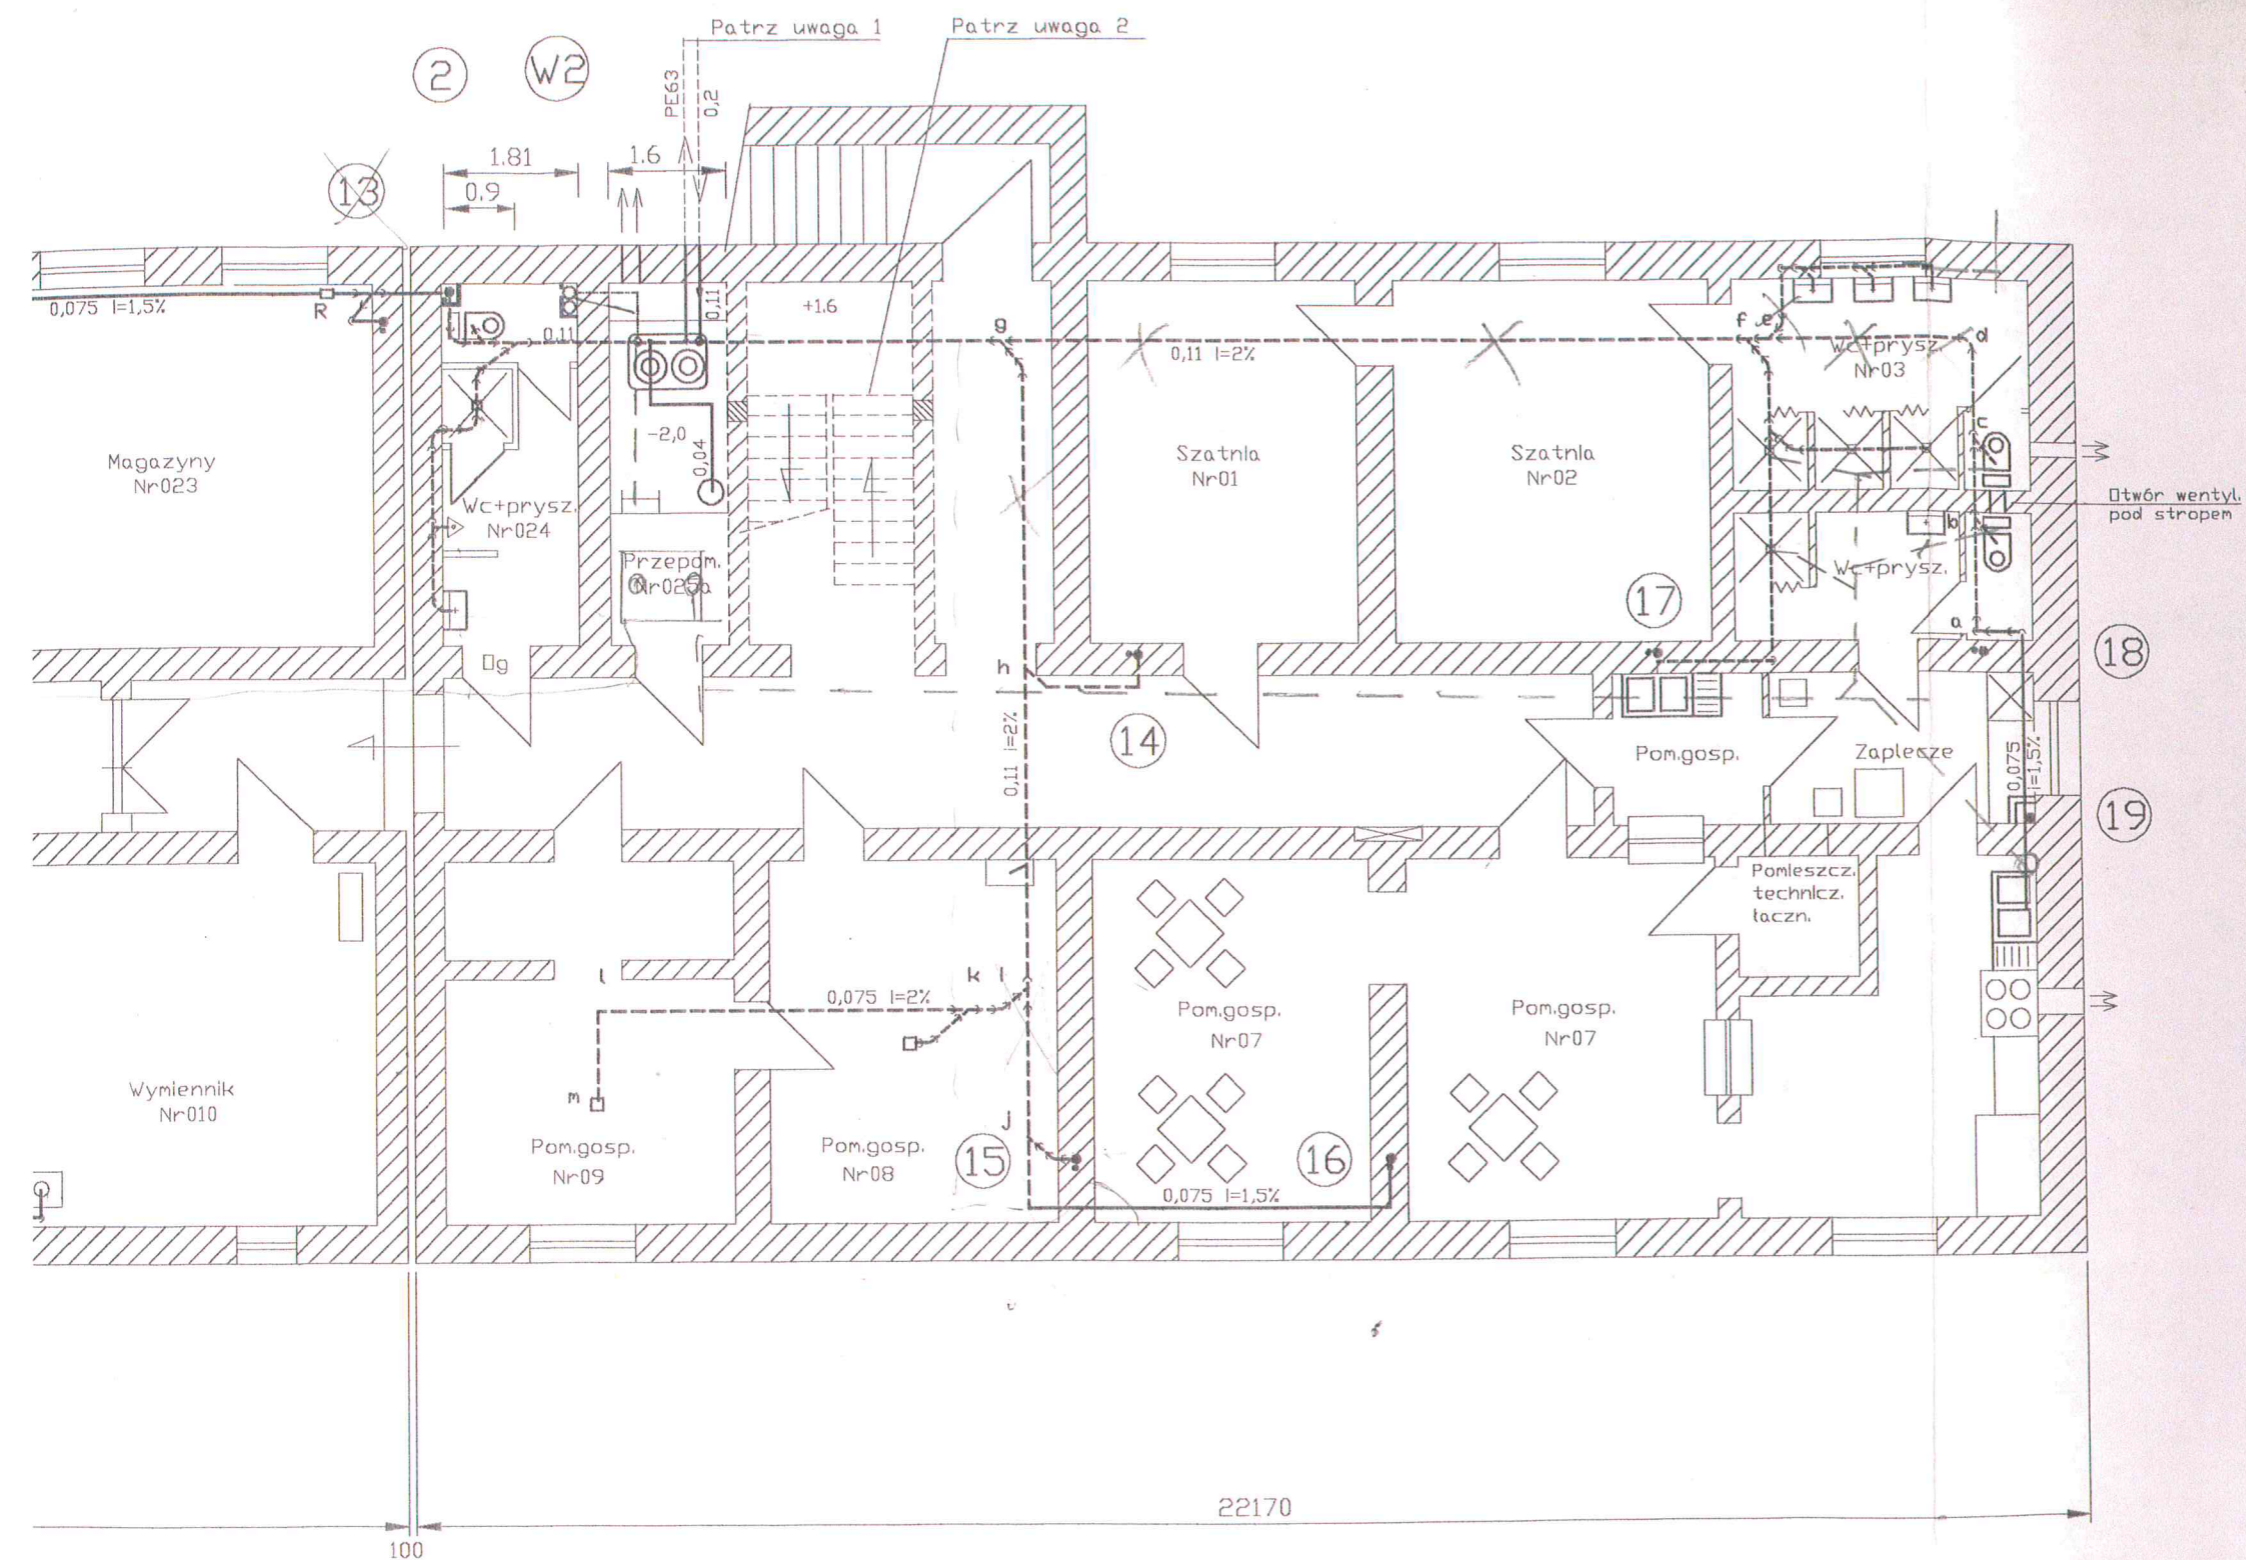 Patrz uwaga 1
Patrz uwaga 2
2
W2
PE63
0,2
13
1.81
0.9
1.6
0,075 I=1,5%
R
0,11
0,11
+1.6
g
0,11 I=2%
f
e
d
Wc+prysz.
Nr03
c
-2,0
0,04
Magazyny
Nr023
Wc+prysz.
Nr024
Szatnia
Nr01
Szatnia
Nr02
Otwór wentyl.
pod stropem
b
Przepom.
Nr025a
Wc+prysz.
17
a
18
□g
h
14
0,11 I=2%
Pom.gosp.
Zaplecze
0,075
I=1,5%
19
Pomieszcz.
technicz.
łaczn.
l
k
i
0,075 I=2%
Pom.gosp.
Nr07
Pom.gosp.
Nr07
Wymiennik
Nr010
m
j
Pom.gosp.
Nr09
Pom.gosp.
Nr08
15
16
0,075 I=1,5%
22170
100